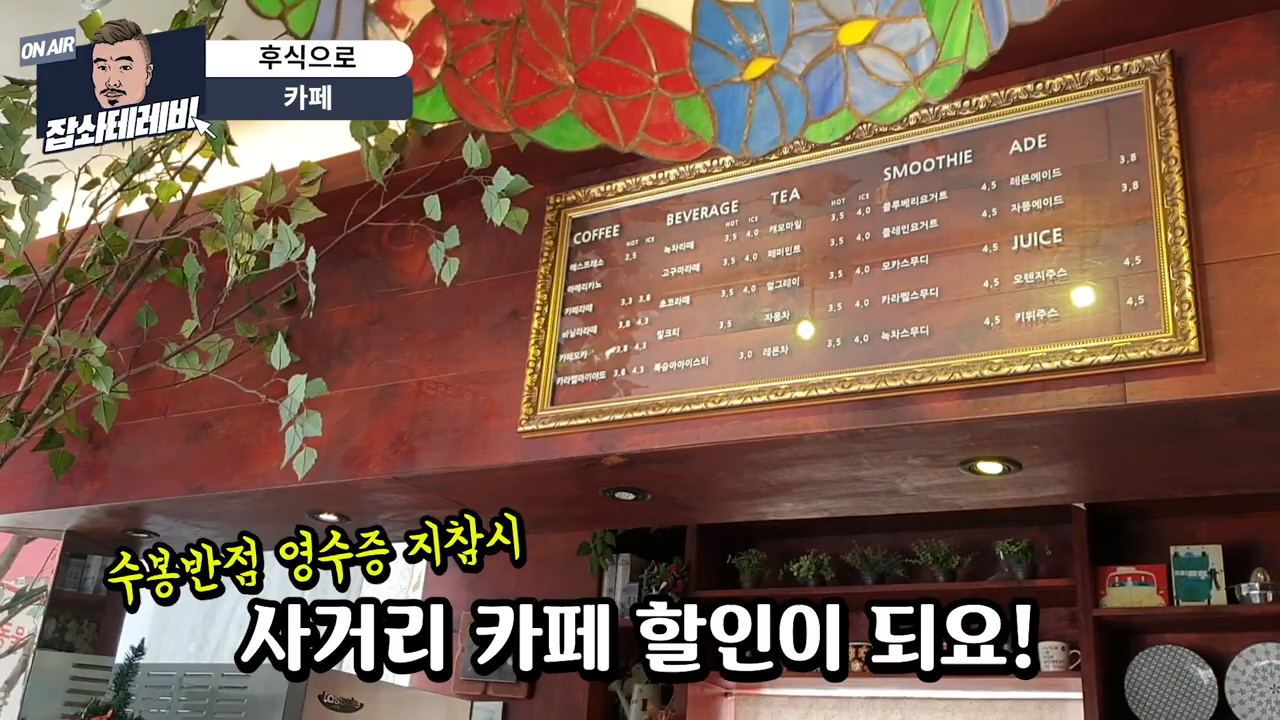 ON AIR
잡솨테레비
후식으로
카페
COFFEE
HOT ICE
에스프레소 2,5
아메리카노
카페라떼 3,3 3,8
바닐라라떼 3,8 4,3
카페모카 3,8 4,3
카라멜마끼야또 3,8 4,3
BEVERAGE
HOT ICE
녹차라떼 3,5 4,0
고구마라떼 3,5 4,0
초코라떼 3,5 4,0
밀크티 3,5
복숭아아이스티 3,0
TEA
HOT ICE
캐모마일 3,5 4,0
페퍼민트 3,5 4,0
얼그레이 3,5 4,0
자몽차 3,5 4,0
레몬차 3,5 4,0
SMOOTHIE
블루베리요거트 4,5
플레인요거트 4,5
모카스무디 4,5
카라멜스무디 4,5
녹차스무디 4,5
ADE
레몬에이드 3,8
자몽에이드 3,8
JUICE
오렌지주스 4,5
키위주스 4,5
수봉반점 영수증 지참시
사거리 카페 할인이 되요!